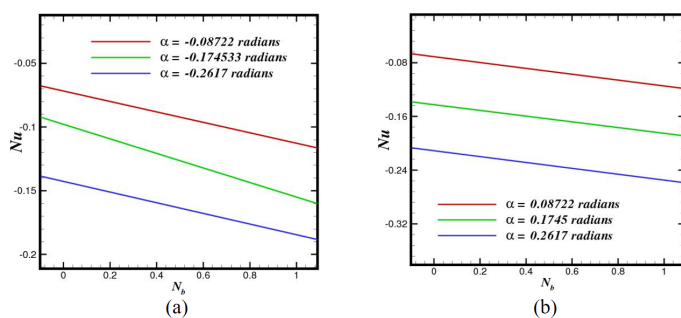 α = -0.08722 radians
α = -0.174533 radians
α = -0.2617 radians
-0.05
-0.1
-0.15
-0.2
Nu
0 0.2 0.4 0.6 0.8 1
N_b
(a)
-0.08
-0.16
-0.24
-0.32
Nu
α = 0.08722 radians
α = 0.1745 radians
α = 0.2617 radians
0 0.2 0.4 0.6 0.8 1
N_b
(b)